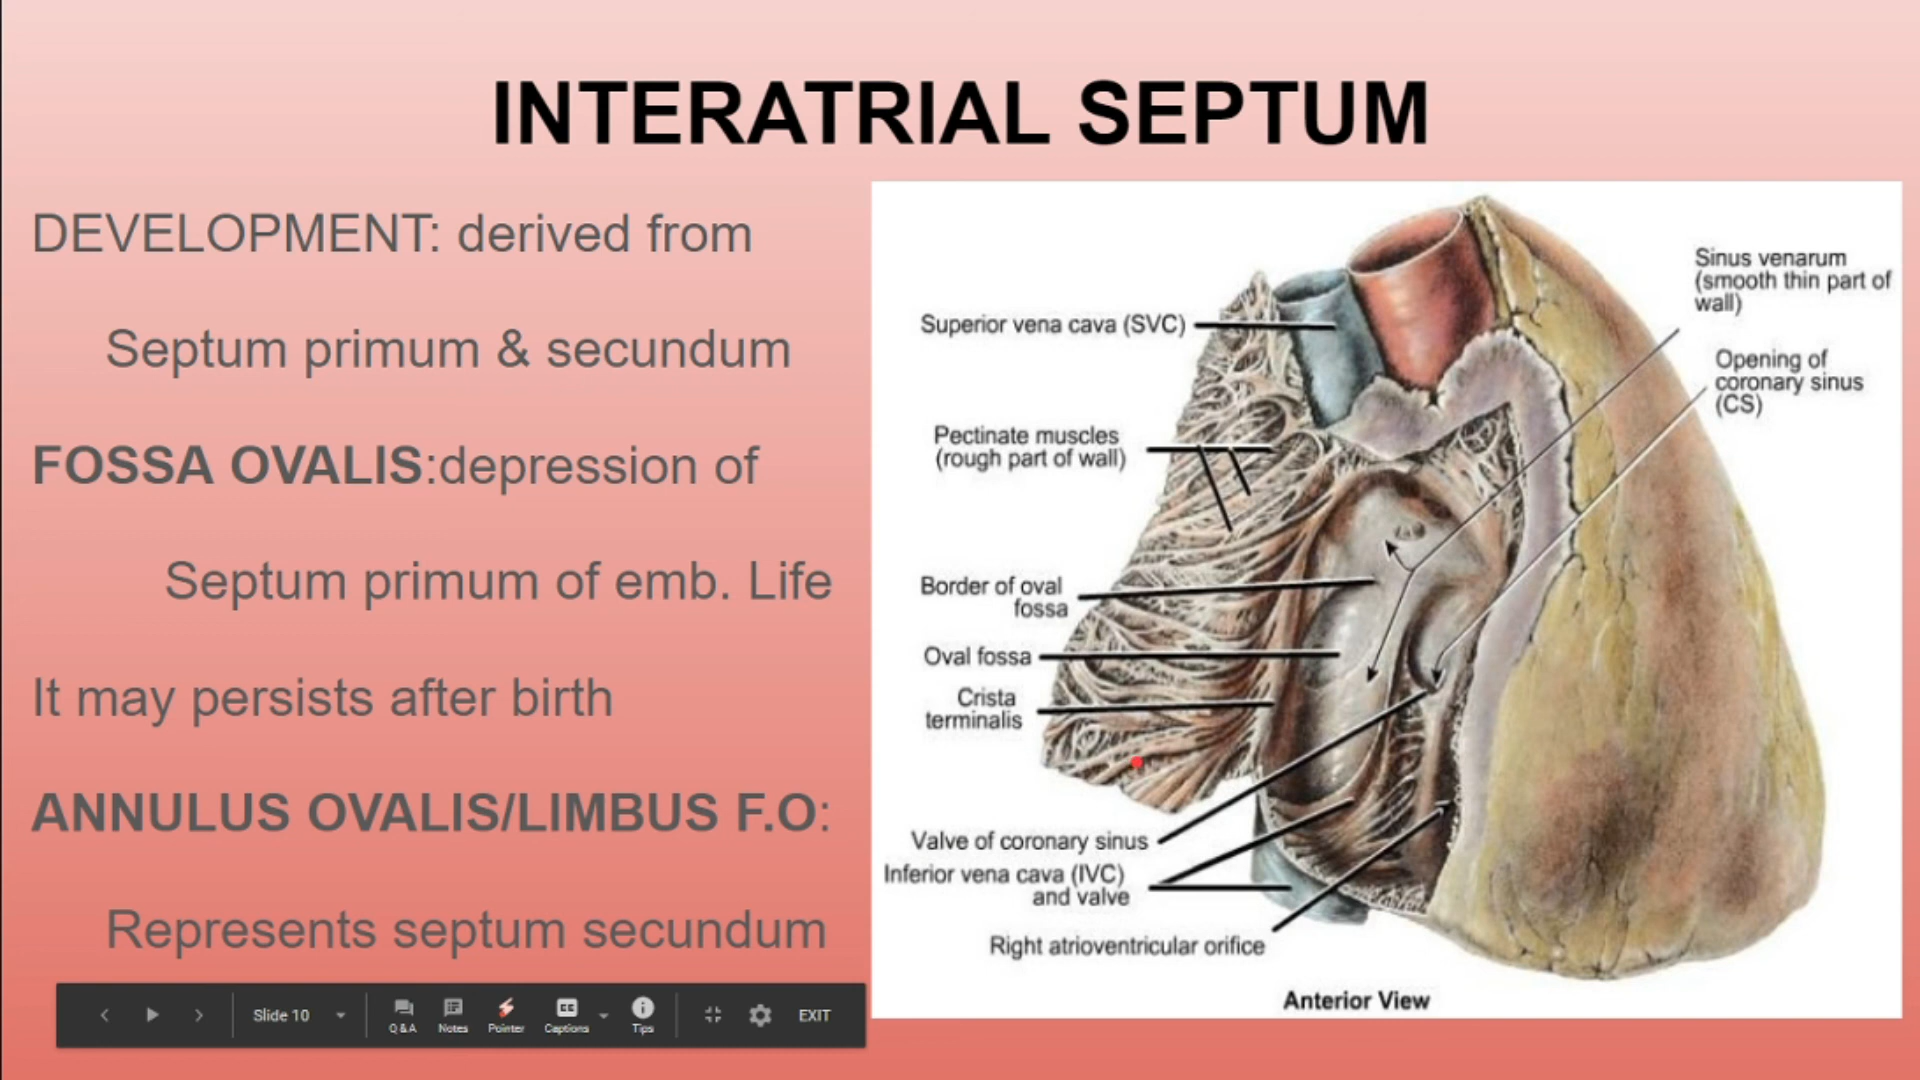 INTERATRIAL SEPTUM
DEVELOPMENT: derived from
Septum primum & secundum
FOSSA OVALIS:depression of
Septum primum of emb. Life
It may persists after birth
ANNULUS OVALIS/LIMBUS F.O:
Represents septum secundum
Superior vena cava (SVC)
Pectinate muscles
(rough part of wall)
Border of oval
fossa
Oval fossa
Crista
terminalis
Valve of coronary sinus
Inferior vena cava (IVC)
and valve
Right atrioventricular orifice
Sinus venarum
(smooth thin part of
wall)
Opening of
coronary sinus
(CS)
Anterior View
Slide 10
Q&A
Notes
Pointer
CC
Captions
Tips
EXIT